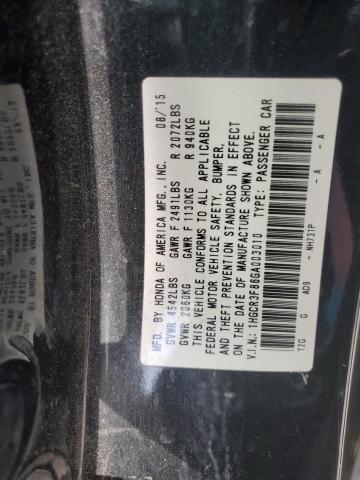 MFD. BY HONDA OF AMERICA MFG., INC. 08/'15
GVWR 4542LBS GAWR F 2491LBS R 2072LBS
GVWR 2060KG GAWR F 1130KG R 940KG
THIS VEHICLE CONFORMS TO ALL APPLICABLE
FEDERAL MOTOR VEHICLE SAFETY, BUMPER,
AND THEFT PREVENTION STANDARDS IN EFFECT
ON THE DATE OF MANUFACTURE SHOWN ABOVE.
V.I.N.: 1HGCR3F86GA003010 TYPE: PASSENGER CAR
T2G G AD9 - NH731P - A - A